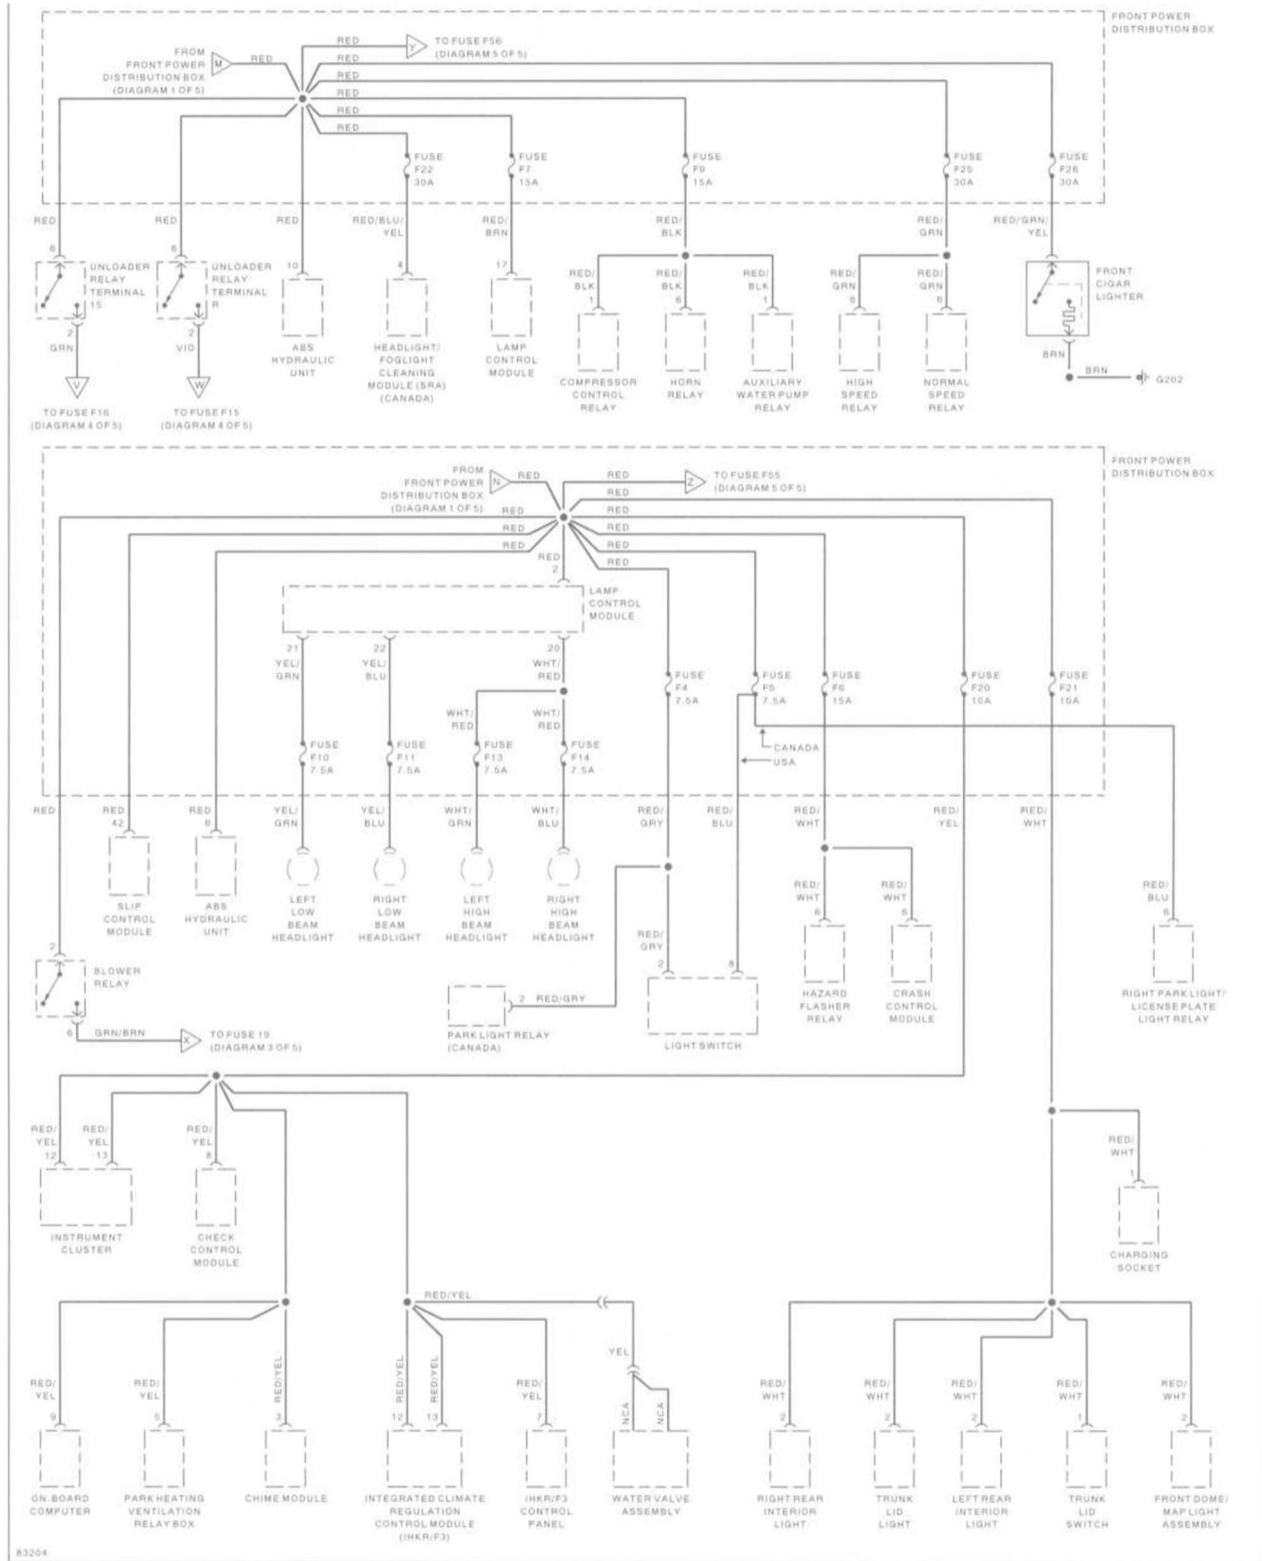 FRONT POWER
DISTRIBUTION BOX
RED
TO FUSE F56
(DIAGRAM 5 OF 5)
Y
FROM
FRONT POWER
DISTRIBUTION BOX
(DIAGRAM 1 OF 5)
M
RED
RED
RED
RED
RED
RED
FUSE
F22
30A
FUSE
F7
15A
FUSE
F9
15A
FUSE
F25
30A
FUSE
F26
30A
RED
RED
RED
RED/BLU/
YEL
RED/
BRN
RED/
BLK
RED/
GRN
RED/GRN/
YEL
6
UNLOADER
RELAY
TERMINAL
15
2
GRN
V
TO FUSE F16
(DIAGRAM 4 OF 5)
6
UNLOADER
RELAY
TERMINAL
R
2
VIO
W
TO FUSE F15
(DIAGRAM 4 OF 5)
10
ABS
HYDRAULIC
UNIT
4
HEADLIGHT/
FOGLIGHT
CLEANING
MODULE (SRA)
(CANADA)
17
LAMP
CONTROL
MODULE
RED/
BLK
1
COMPRESSOR
CONTROL
RELAY
RED/
BLK
6
HORN
RELAY
RED/
BLK
1
AUXILIARY
WATER PUMP
RELAY
RED/
GRN
6
HIGH
SPEED
RELAY
RED/
GRN
6
NORMAL
SPEED
RELAY
FRONT
CIGAR
LIGHTER
BRN
BRN
G202
FRONT POWER
DISTRIBUTION BOX
FROM
FRONT POWER
DISTRIBUTION BOX
(DIAGRAM 1 OF 5)
N
RED
RED
Z
TO FUSE F55
(DIAGRAM 5 OF 5)
RED
RED
RED
RED
RED
RED
RED
RED
RED
2
LAMP
CONTROL
MODULE
21
YEL/
GRN
22
YEL/
BLU
20
WHT/
RED
WHT/
RED
WHT/
RED
FUSE
F10
7.5A
FUSE
F11
7.5A
FUSE
F13
7.5A
FUSE
F14
7.5A
FUSE
F4
7.5A
FUSE
F5
7.5A
FUSE
F6
15A
FUSE
F20
10A
FUSE
F21
10A
CANADA
USA
RED
RED
42
RED
6
YEL/
GRN
YEL/
BLU
WHT/
GRN
WHT/
BLU
RED/
GRY
RED/
BLU
RED/
WHT
RED/
YEL
RED/
WHT
SLIP
CONTROL
MODULE
ABS
HYDRAULIC
UNIT
LEFT
LOW
BEAM
HEADLIGHT
RIGHT
LOW
BEAM
HEADLIGHT
LEFT
HIGH
BEAM
HEADLIGHT
RIGHT
HIGH
BEAM
HEADLIGHT
RED/
GRY
2
8
LIGHT SWITCH
RED/
WHT
6
HAZARD
FLASHER
RELAY
RED/
WHT
6
CRASH
CONTROL
MODULE
RED/
BLU
6
RIGHT PARK LIGHT/
LICENSE PLATE
LIGHT RELAY
2
BLOWER
RELAY
6
GRN/BRN
X
TO FUSE 19
(DIAGRAM 3 OF 5)
2
RED/GRY
PARK LIGHT RELAY
(CANADA)
RED/
YEL
12
RED/
YEL
13
INSTRUMENT
CLUSTER
RED/
YEL
8
CHECK
CONTROL
MODULE
RED/
WHT
1
CHARGING
SOCKET
RED/YEL
YEL
NCA
NCA
RED/
YEL
9
ON-BOARD
COMPUTER
RED/
YEL
5
PARK HEATING
VENTILATION
RELAY BOX
RED/YEL
3
CHIME MODULE
RED/YEL
12
RED/YEL
13
INTEGRATED CLIMATE
REGULATION
CONTROL MODULE
(IHKR/F3)
RED/
YEL
7
IHKR/F3
CONTROL
PANEL
WATER VALVE
ASSEMBLY
RED/
WHT
2
RIGHT REAR
INTERIOR
LIGHT
RED/
WHT
2
TRUNK
LID
LIGHT
RED/
WHT
2
LEFT REAR
INTERIOR
LIGHT
RED/
WHT
1
TRUNK
LID
SWITCH
RED/
WHT
2
FRONT DOME/
MAP LIGHT
ASSEMBLY
83204